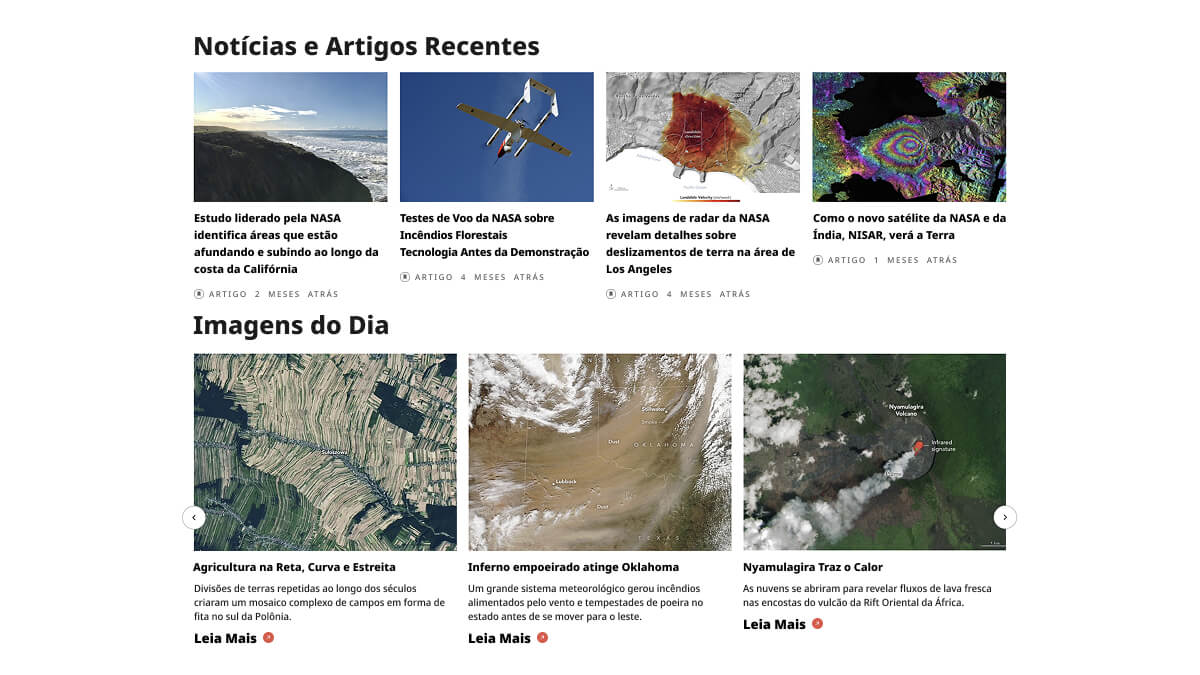 Notícias e Artigos Recentes
Landslide
direction
Landslide Velocity
Estudo liderado pela NASA
identifica áreas que estão
afundando e subindo ao longo da
costa da Califórnia
ARTIGO 2 MESES ATRÁS
Testes de Voo da NASA sobre
Incêndios Florestais
Tecnologia Antes da Demonstração
ARTIGO 4 MESES ATRÁS
As imagens de radar da NASA
revelam detalhes sobre
deslizamentos de terra na área de
Los Angeles
ARTIGO 4 MESES ATRÁS
Como o novo satélite da NASA e da
Índia, NISAR, verá a Terra
ARTIGO 1 MESES ATRÁS
Imagens do Dia
Suloszowa
KANSAS
Stillwater
Smoke
Dust
OKLAHOMA
Lubbock
Dust
TEXAS
Nyamulagira
Volcano
Infrared
signature
Agricultura na Reta, Curva e Estreita
Divisões de terras repetidas ao longo dos séculos
criaram um mosaico complexo de campos em forma de
fita no sul da Polônia.
Leia Mais
Inferno empoeirado atinge Oklahoma
Um grande sistema meteorológico gerou incêndios
alimentados pelo vento e tempestades de poeira no
estado antes de se mover para o leste.
Leia Mais
Nyamulagira Traz o Calor
As nuvens se abriram para revelar fluxos de lava fresca
nas encostas do vulcão da Rift Oriental da África.
Leia Mais